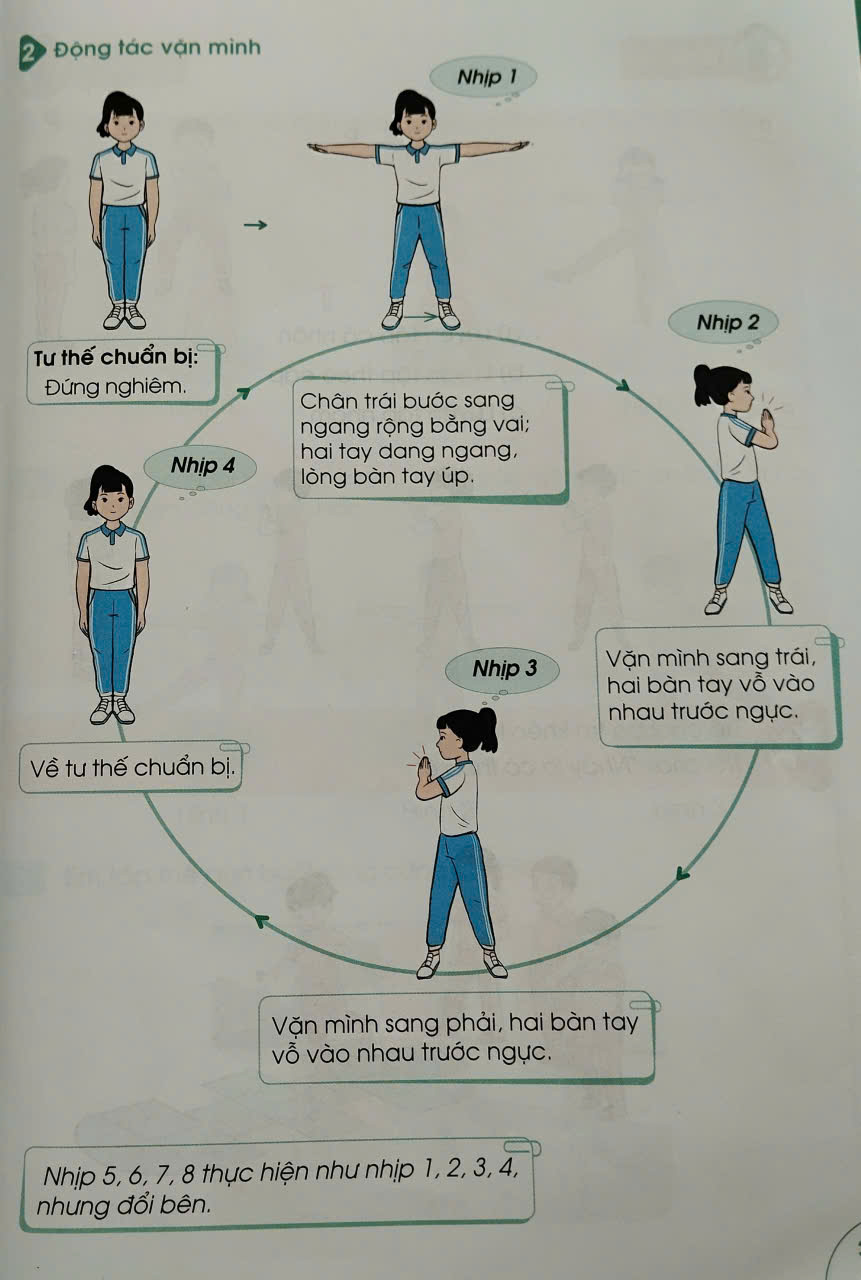 2 Động tác vặn mình
Nhịp 1
Tư thế chuẩn bị:
Đứng nghiêm.
Chân trái bước sang
ngang rộng bằng vai;
hai tay dang ngang,
lòng bàn tay úp.
Nhịp 2
Vặn mình sang trái,
hai bàn tay vỗ vào
nhau trước ngực.
Nhịp 3
Vặn mình sang phải, hai bàn tay
vỗ vào nhau trước ngực.
Nhịp 4
Về tư thế chuẩn bị.
Nhịp 5, 6, 7, 8 thực hiện như nhịp 1, 2, 3, 4,
nhưng đổi bên.